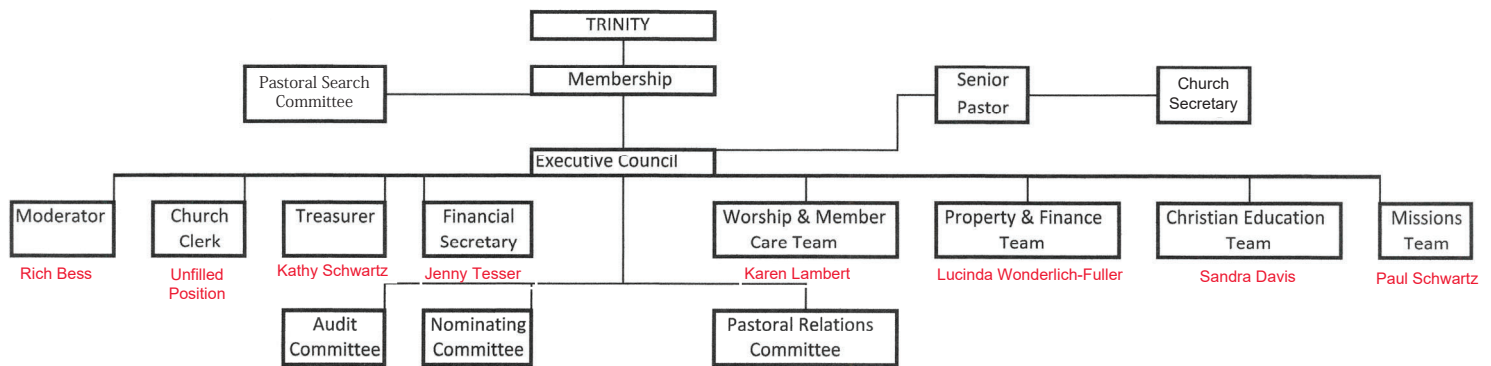 TRINITY
Pastoral Search
Committee
Membership
Senior
Pastor
Church
Secretary
Executive Council
Moderator
Rich Bess
Church
Clerk
Unfilled
Position
Treasurer
Kathy Schwartz
Financial
Secretary
Jenny Tesser
Worship & Member
Care Team
Karen Lambert
Property & Finance
Team
Lucinda Wonderlich-Fuller
Christian Education
Team
Sandra Davis
Missions
Team
Paul Schwartz
Audit
Committee
Nominating
Committee
Pastoral Relations
Committee